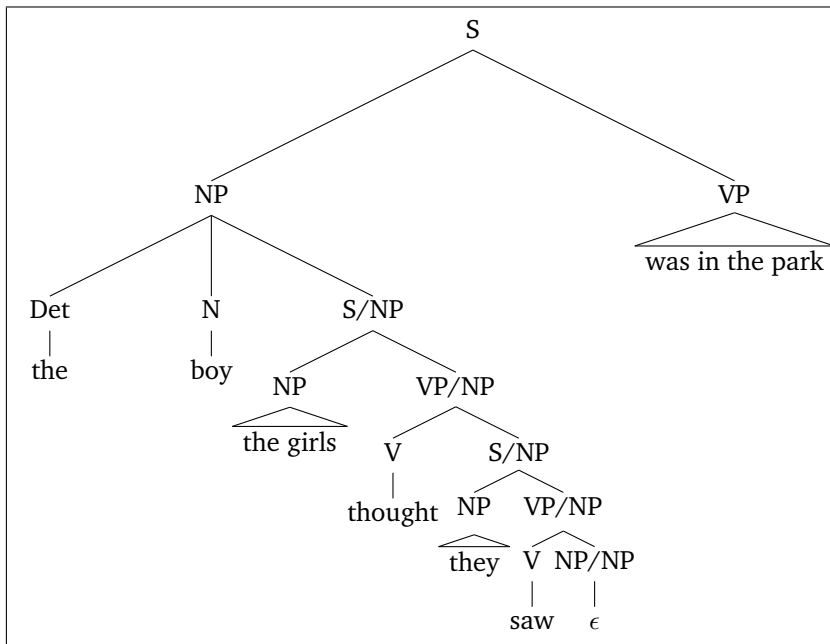 S
NP VP
was in the park
Det N S/NP
the boy NP VP/NP
the girls V S/NP
thought NP VP/NP
they V NP/NP
saw ϵ